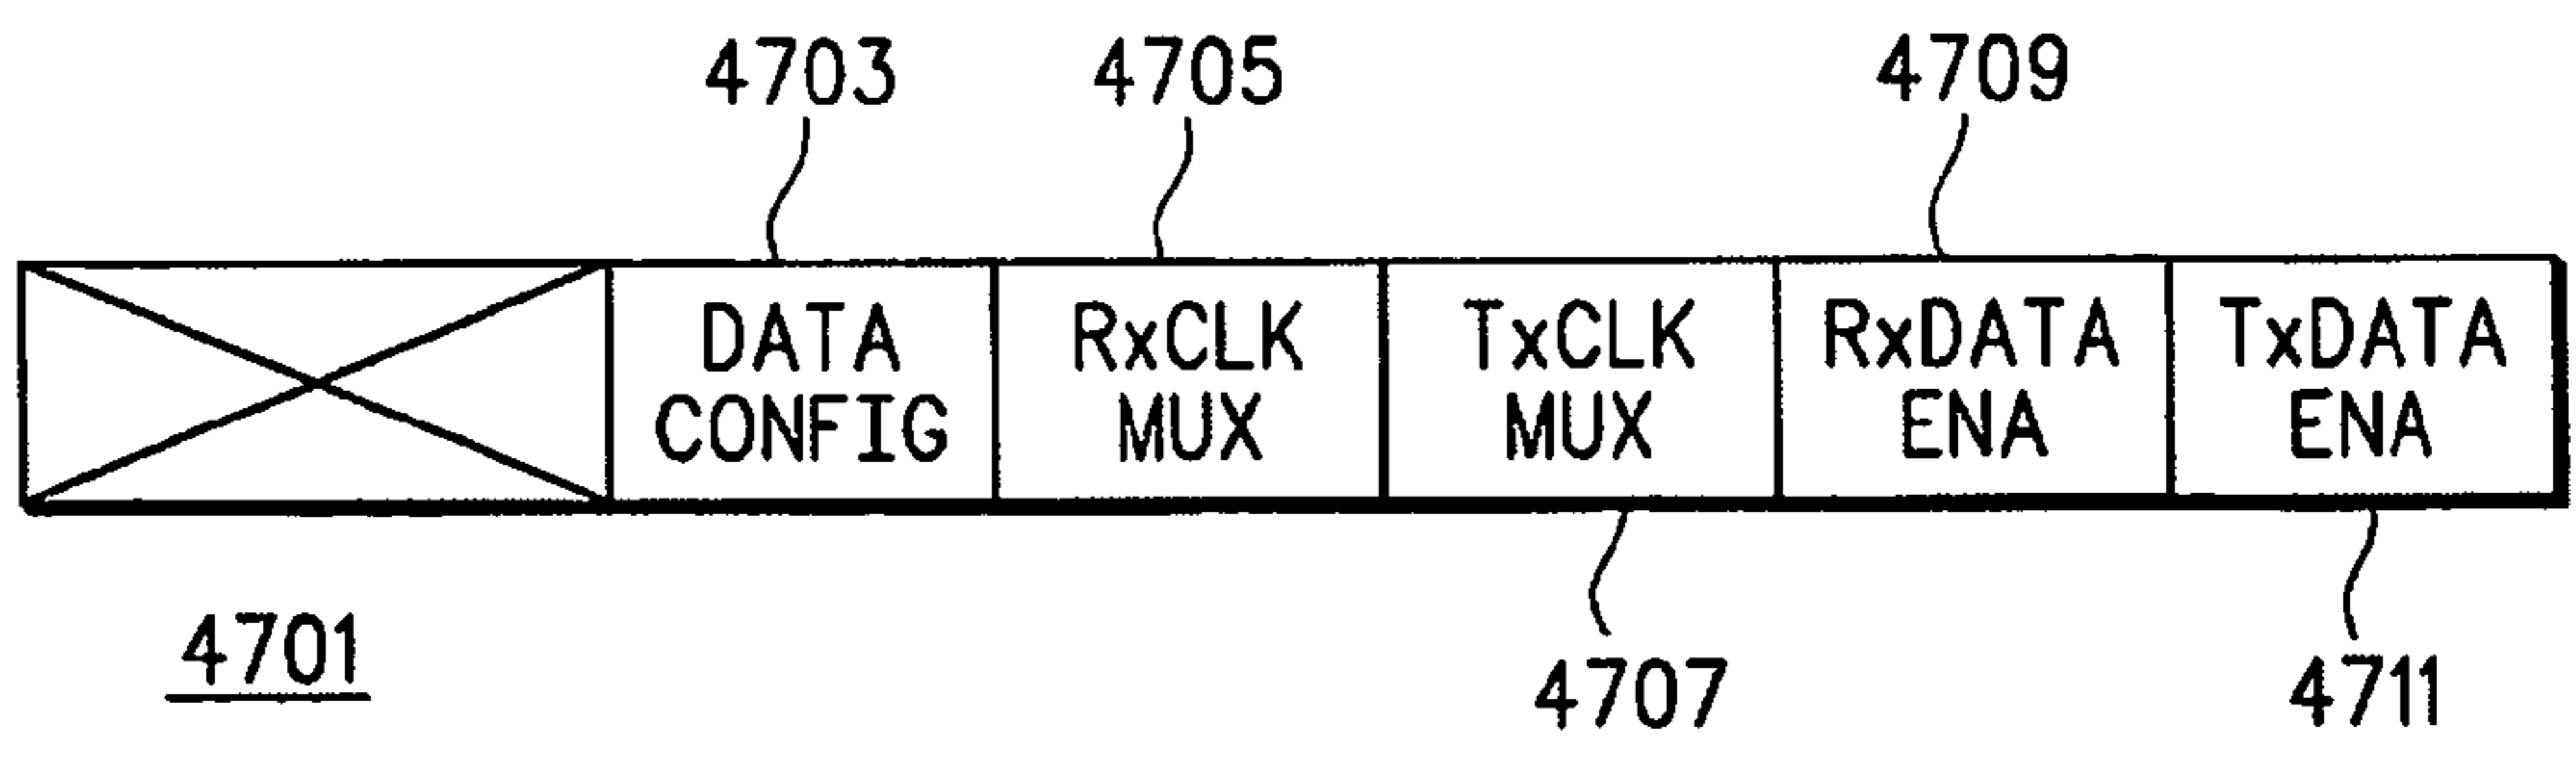 4703 4705 4709
DATA CONFIG RxCLK MUX TxCLK MUX RxDATA ENA TxDATA ENA
4701 4707 4711